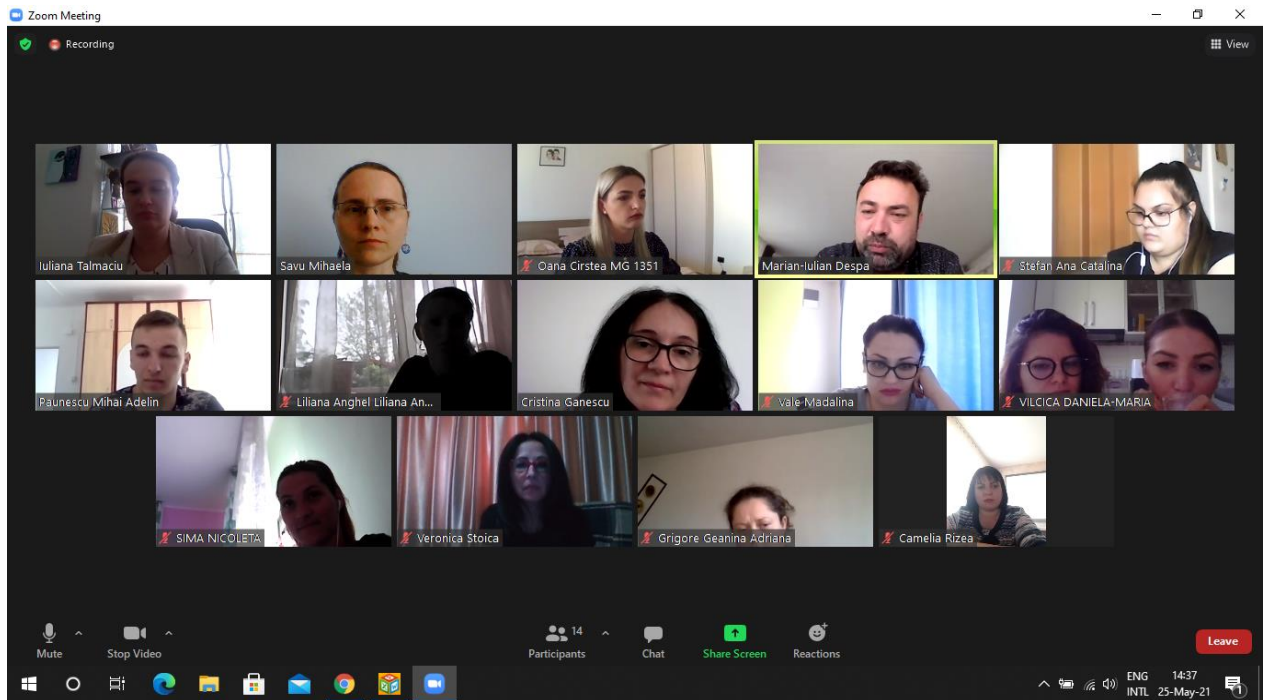 Zoom Meeting
Recording
View
Iuliana Talmaciu
Savu Mihaela
Oana Cirstea MG 1351
Marian-Iulian Despa
Stefan Ana Catalina
Paunescu Mihai Adelin
Liliana Anghel Liliana An...
Cristina Ganescu
Vale Madalina
VILCICA DANIELA-MARIA
SIMA NICOLETA
Veronica Stoica
Grigore Geanina Adriana
Camelia Rizea
Mute
Stop Video
14
Participants
Chat
Share Screen
Reactions
Leave
ENG
INTL
14:37
25-May-21
1